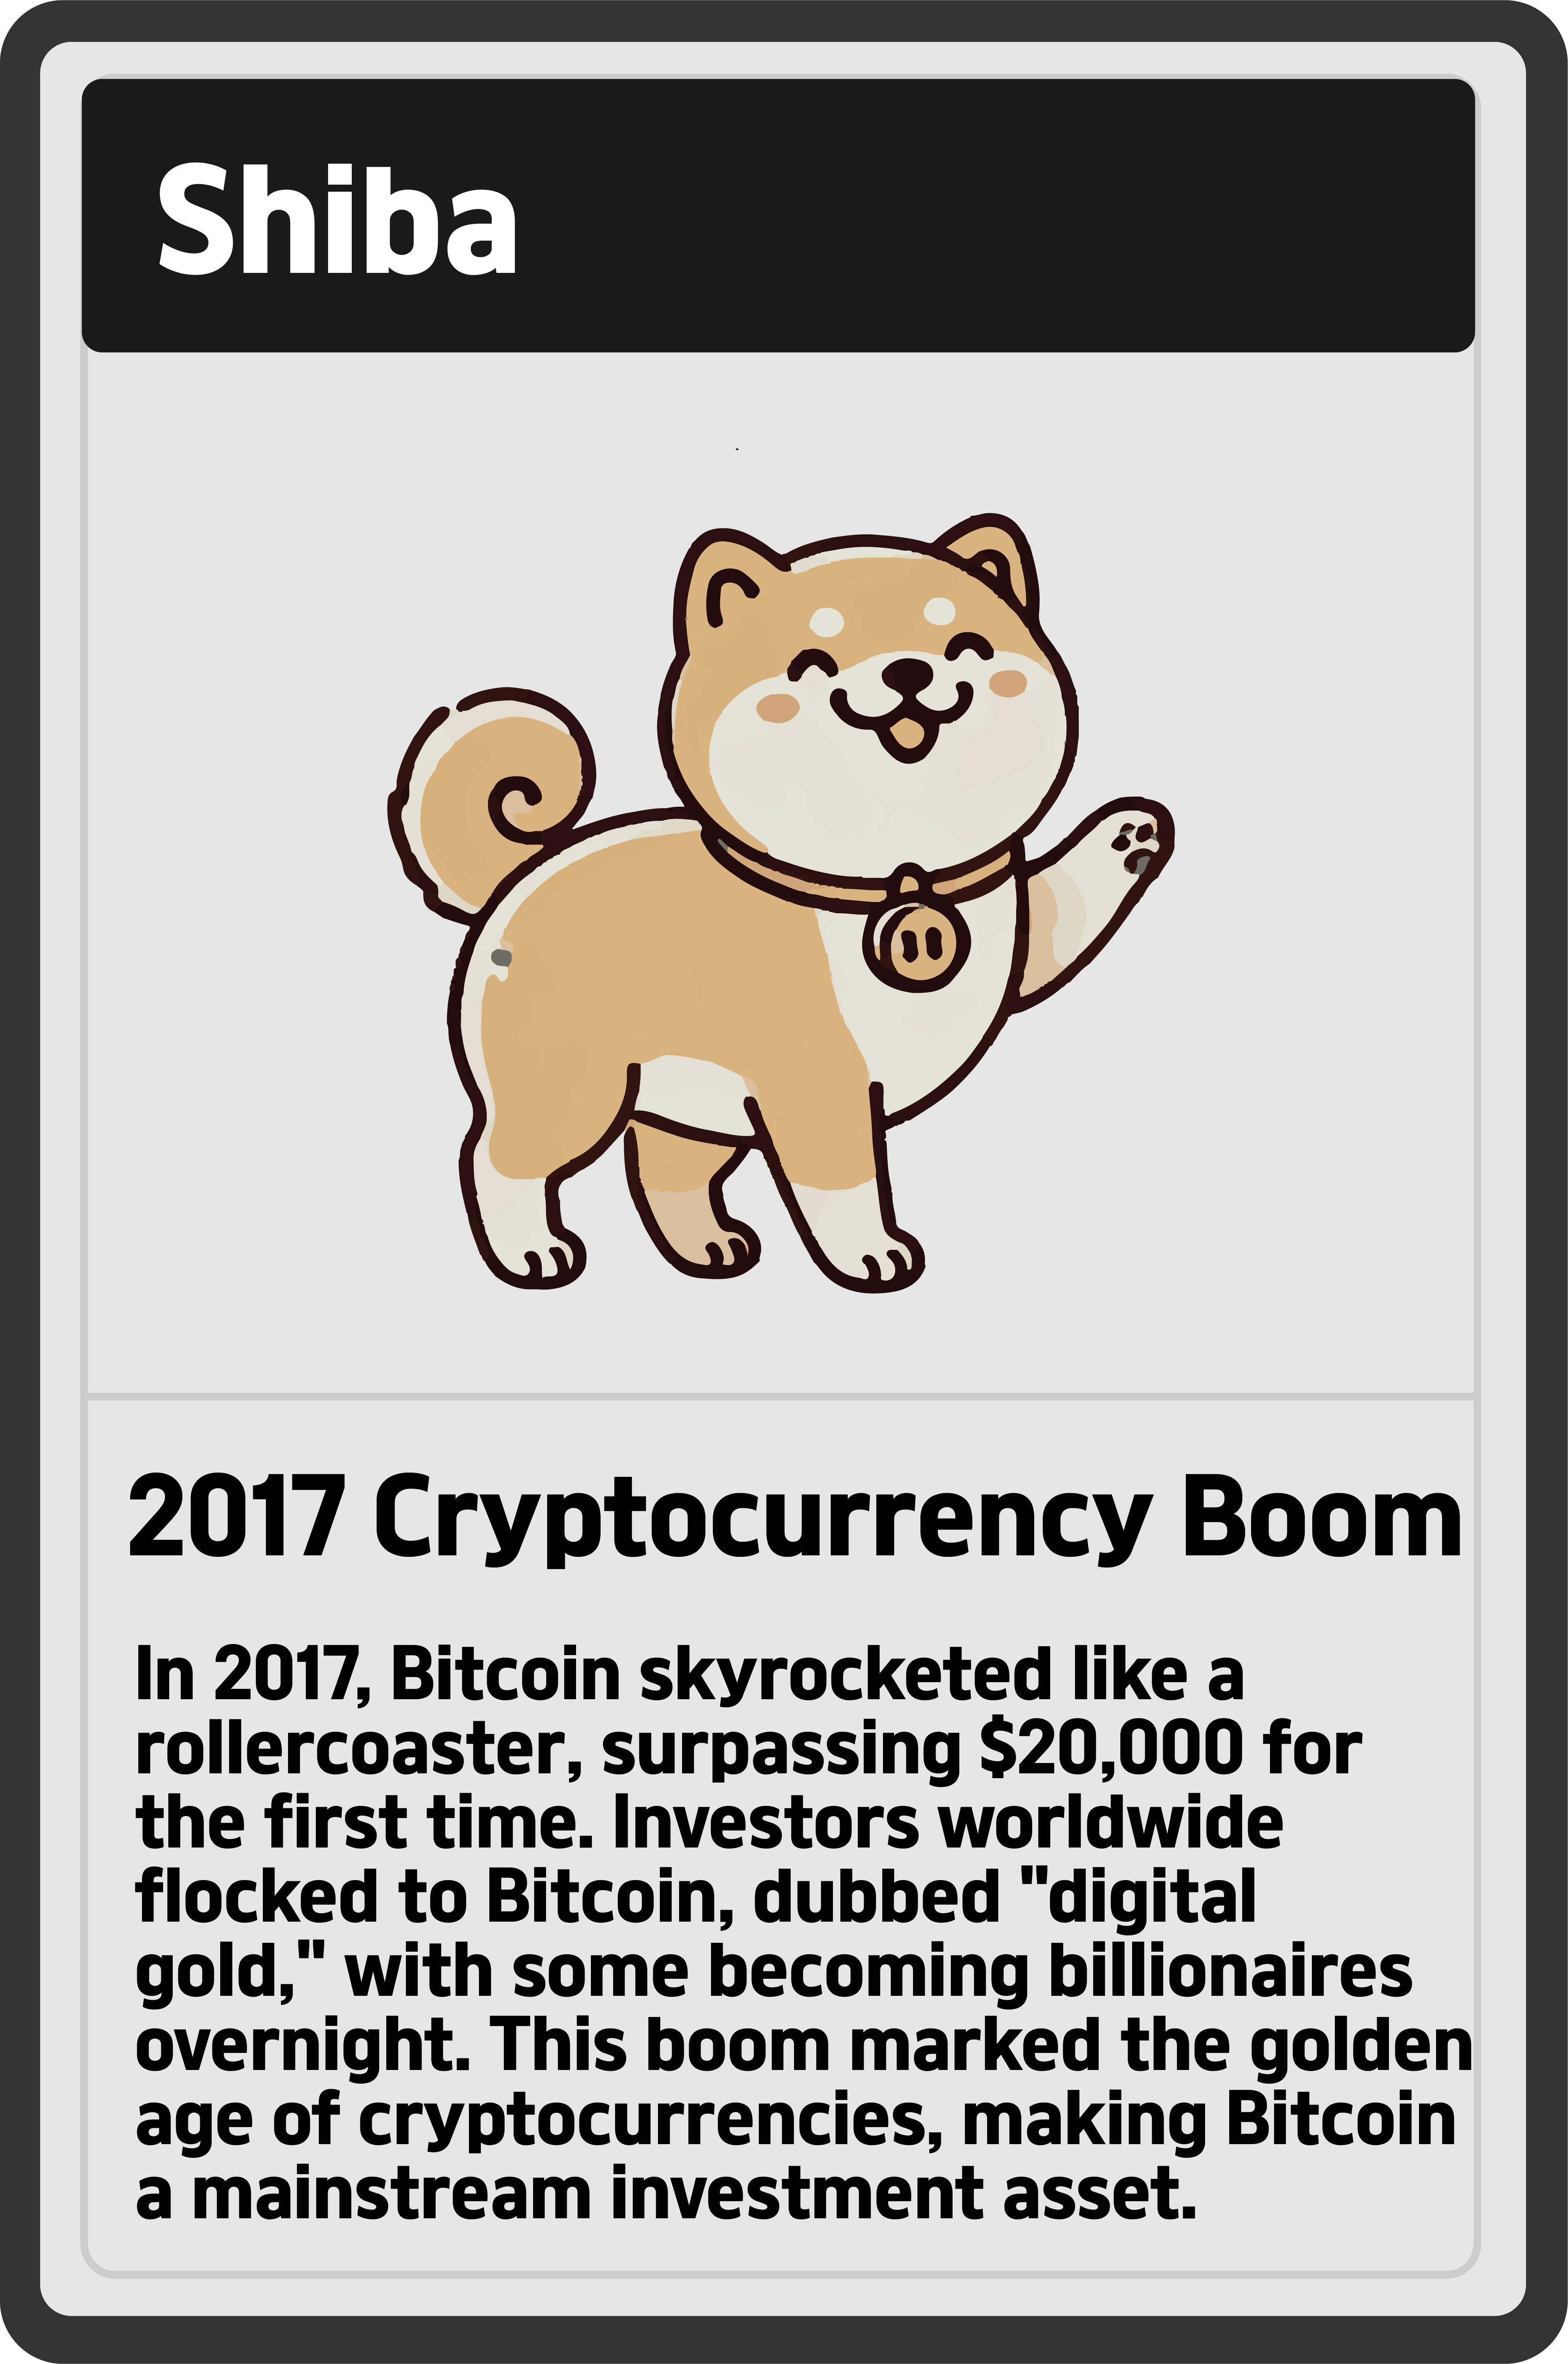 Shiba
2017 Cryptocurrency Boom
In 2017, Bitcoin skyrocketed like a
rollercoaster, surpassing $20,000 for
the first time. Investors worldwide
flocked to Bitcoin, dubbed "digital
gold," with some becoming billionaires
overnight. This boom marked the golden
age of cryptocurrencies, making Bitcoin
a mainstream investment asset.